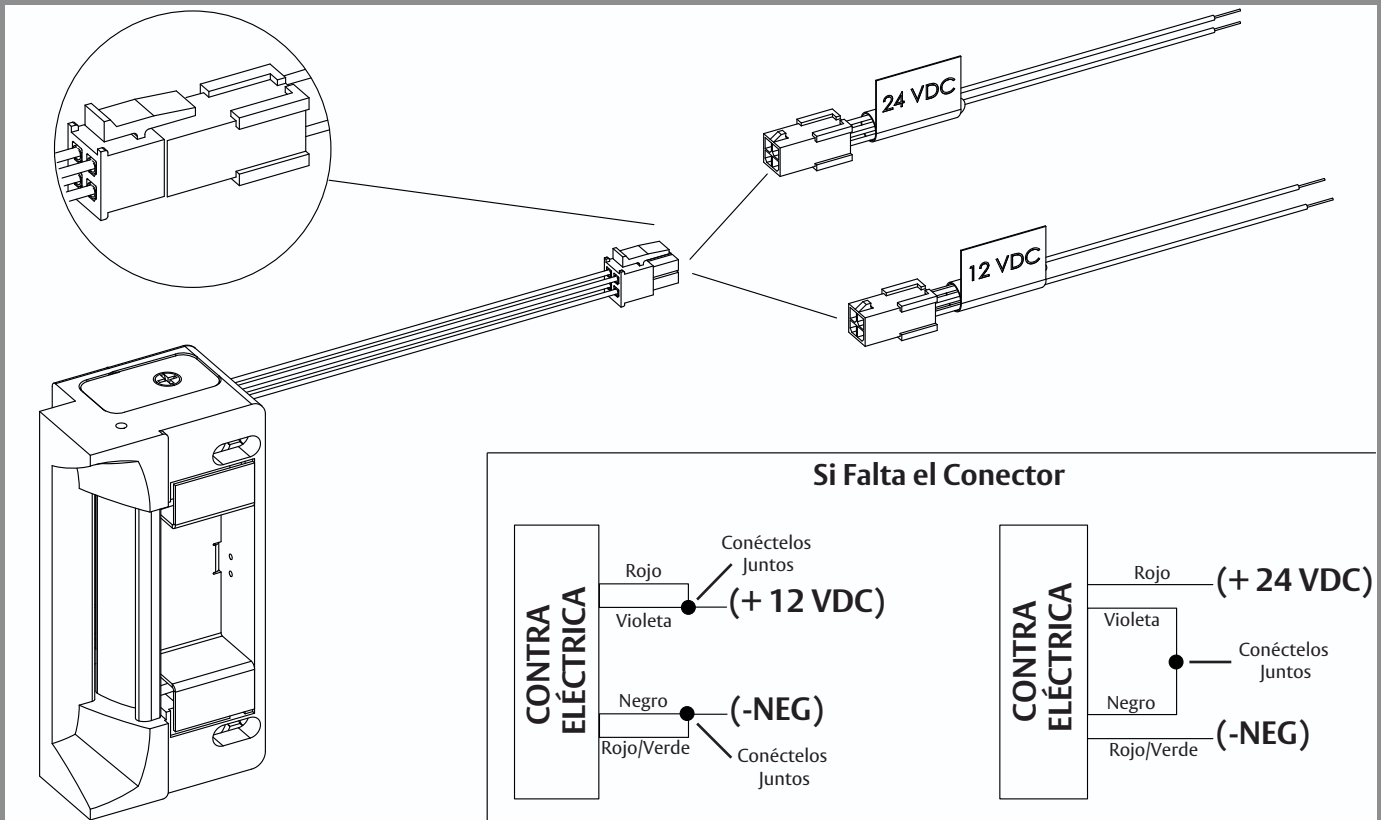 24 VDC
12 VDC
Si Falta el Conector
CONTRA
ELÉCTRICA
Rojo
Violeta
Conéctelos
Juntos
(+ 12 VDC)
Negro
Rojo/Verde
(-NEG)
Conéctelos
Juntos
CONTRA
ELÉCTRICA
Rojo
(+ 24 VDC)
Violeta
Conéctelos
Juntos
Negro
Rojo/Verde
(-NEG)